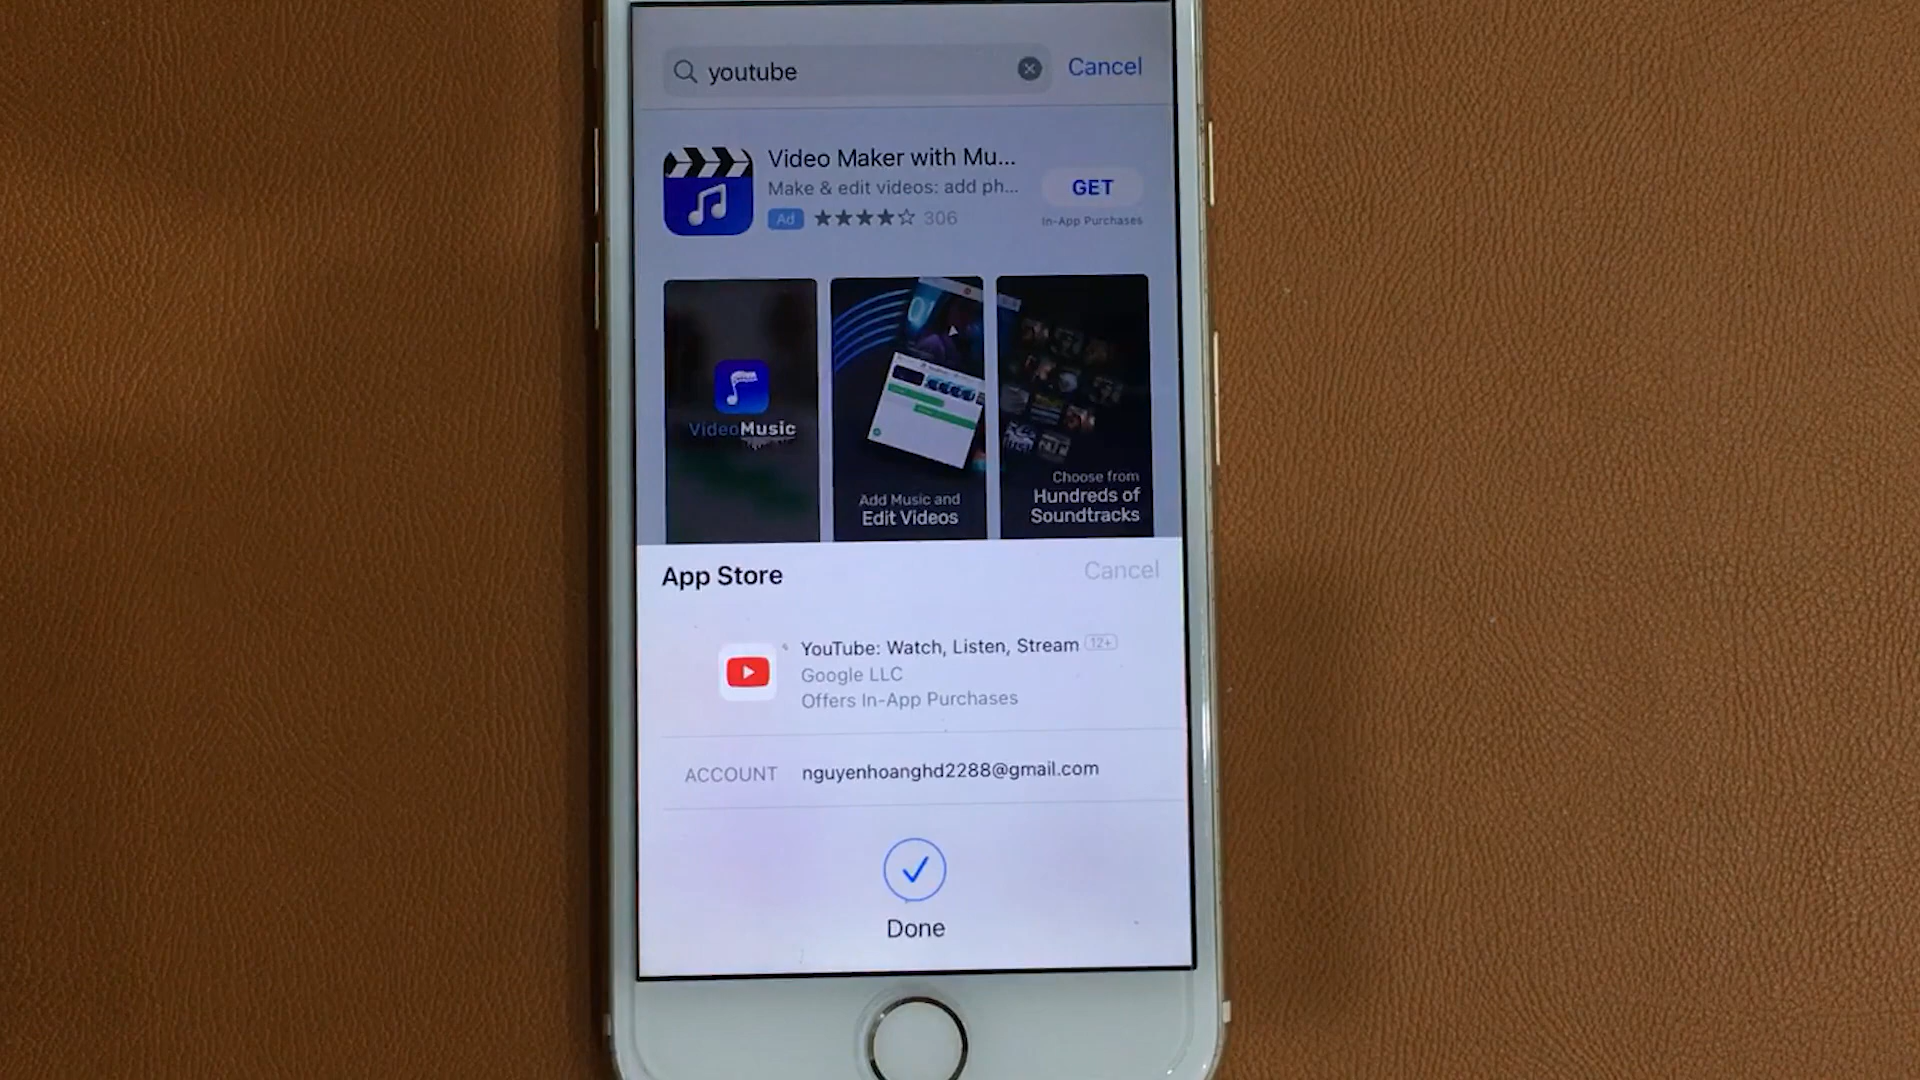 youtube
Cancel
Video Maker with Mu...
Make & edit videos: add ph...
GET
Ad
306
In-App Purchases
VideoMusic
Add Music and
Edit Videos
Choose from
Hundreds of
Soundtracks
App Store
Cancel
YouTube: Watch, Listen, Stream 12+
Google LLC
Offers In-App Purchases
ACCOUNT
nguyenhoanghd2288@gmail.com
Done